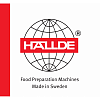 HÄLLDE
Food Preparation Machines
Made in Sweden